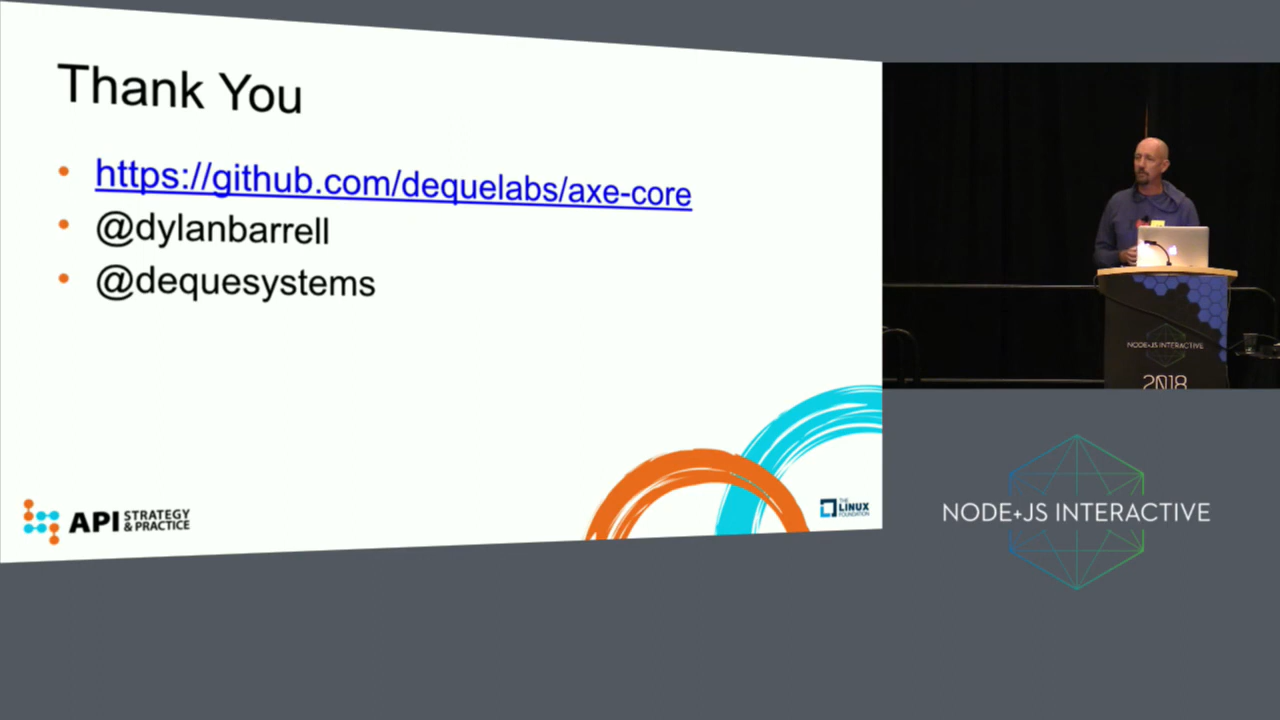 Thank You
https://github.com/dequelabs/axe-core
@dylanbarrell
@dequesystems
API STRATEGY
& PRACTICE
THE
LINUX
FOUNDATION
NODE+JS INTERACTIVE
2018
NODE+JS INTERACTIVE